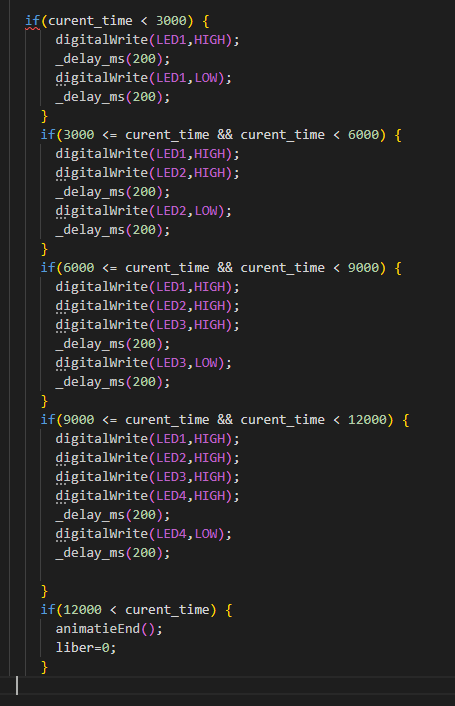 if(curent_time < 3000) {
digitalWrite(LED1,HIGH);
_delay_ms(200);
digitalWrite(LED1,LOW);
_delay_ms(200);
}
if(3000 <= curent_time && curent_time < 6000) {
digitalWrite(LED1,HIGH);
digitalWrite(LED2,HIGH);
_delay_ms(200);
digitalWrite(LED2,LOW);
_delay_ms(200);
}
if(6000 <= curent_time && curent_time < 9000) {
digitalWrite(LED1,HIGH);
digitalWrite(LED2,HIGH);
digitalWrite(LED3,HIGH);
_delay_ms(200);
digitalWrite(LED3,LOW);
_delay_ms(200);
}
if(9000 <= curent_time && curent_time < 12000) {
digitalWrite(LED1,HIGH);
digitalWrite(LED2,HIGH);
digitalWrite(LED3,HIGH);
digitalWrite(LED4,HIGH);
_delay_ms(200);
digitalWrite(LED4,LOW);
_delay_ms(200);
}
if(12000 < curent_time) {
animatieEnd();
liber=0;
}